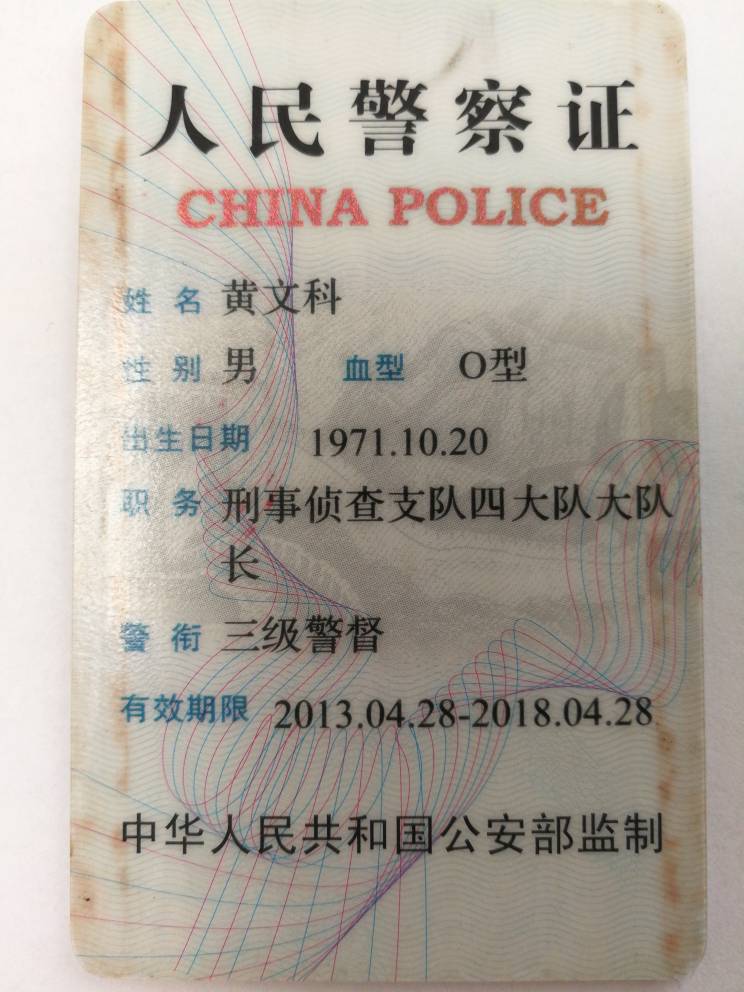 人民警察证
CHINA POLICE
姓名 黄文科
性别 男 血型 O型
出生日期 1971.10.20
职务 刑事侦查支队四大队大队
长
警衔 三级警督
有效期限 2013.04.28-2018.04.28
中华人民共和国公安部监制